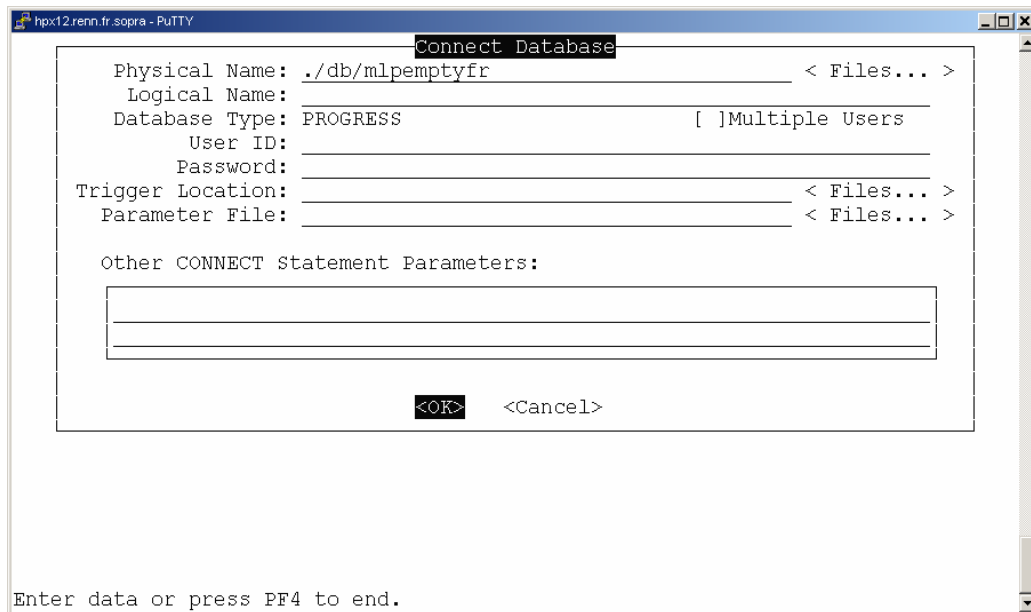 hpx12.renn.fr.sopra - PuTTY
Connect Database
Physical Name: ./db/mlpemptyfr < Files... >
Logical Name:
Database Type: PROGRESS [ ]Multiple Users
User ID:
Password:
Trigger Location: < Files... >
Parameter File: < Files... >
Other CONNECT Statement Parameters:
<OK> <Cancel>
Enter data or press PF4 to end.